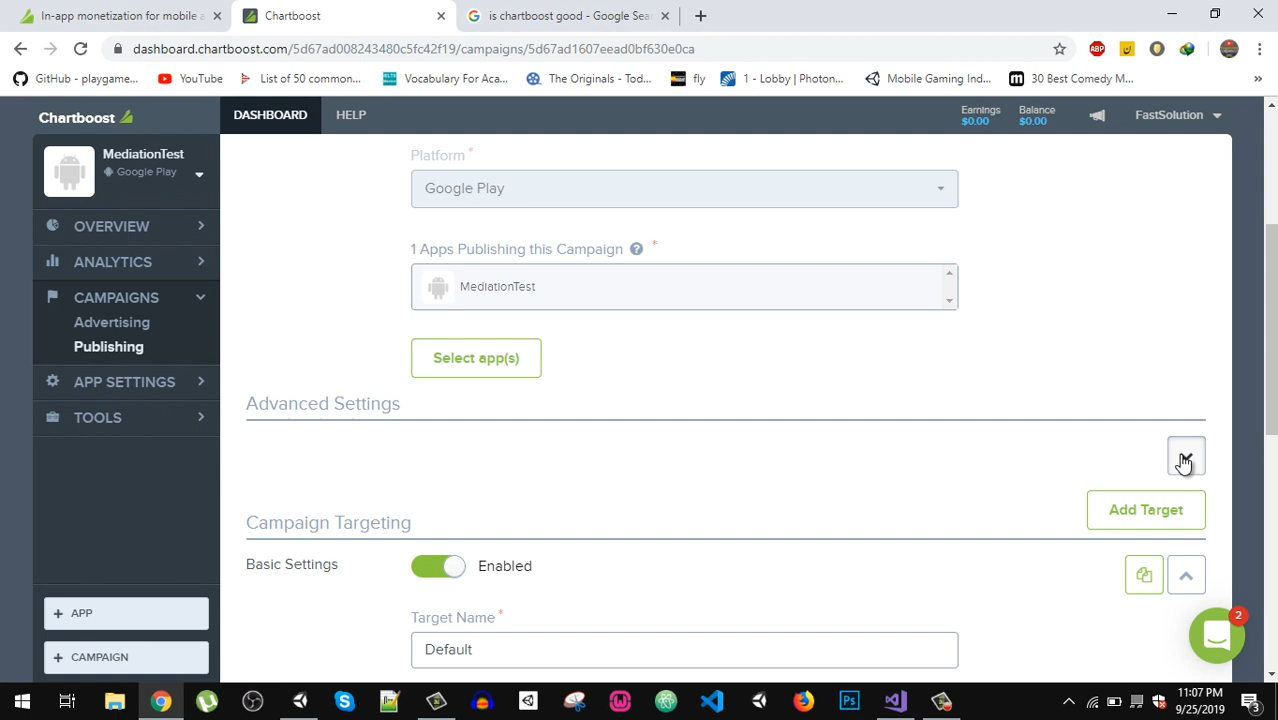 In-app monetization for mobile a
Chartboost
is chartboost good - Google Sear
dashboard.chartboost.com/5d67ad008243480c5fc42f19/campaigns/5d67ad1607eead0bf630e0ca
ABP
GitHub - playgame...
YouTube
List of 50 common...
IELTS
Vocabulary For Aca...
The Originals - Tod...
fly
1 - Lobby | Photon...
Mobile Gaming Ind...
30 Best Comedy M...
»
Chartboost
DASHBOARD
HELP
Earnings
$0.00
Balance
$0.00
FastSolution
MediationTest
Google Play
OVERVIEW
ANALYTICS
CAMPAIGNS
Advertising
Publishing
APP SETTINGS
TOOLS
+ APP
+ CAMPAIGN
Platform *
Google Play
1 Apps Publishing this Campaign ? *
MediationTest
Select app(s)
Advanced Settings
Add Target
Campaign Targeting
Basic Settings
Enabled
Target Name *
Default
2
11:07 PM
9/25/2019
3